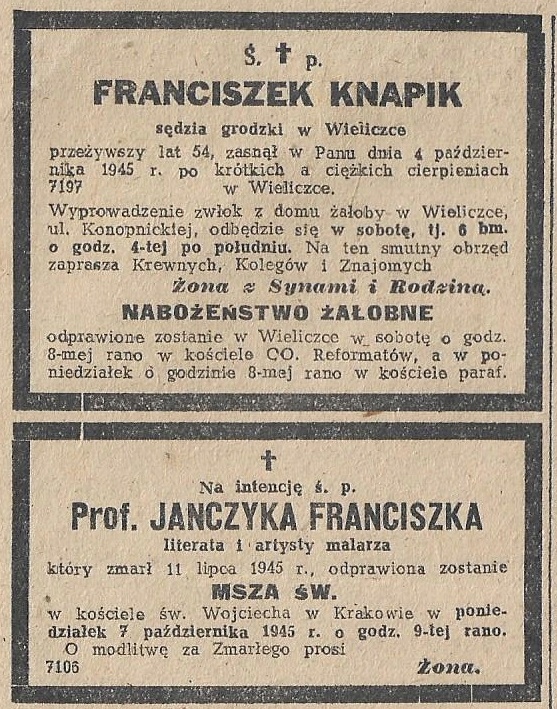 Ś. ✝ p.
FRANCISZEK KNAPIK
sędzia grodzki w Wieliczce
przeżywszy lat 54, zasnął w Panu dnia 4 paździer-
nika 1945 r. po krótkich a ciężkich cierpieniach
7197 w Wieliczce.
Wyprowadzenie zwłok z domu żałoby w Wieliczce,
ul. Konopnickiej, odbędzie się w sobotę, tj. 6 bm.
o godz. 4-tej po południu. Na ten smutny obrzęd
zaprasza Krewnych, Kolegów i Znajomych
Żona z Synami i Rodziną.
NABOŻEŃSTWO ŻAŁOBNE
odprawione zostanie w Wieliczce w sobotę o godz.
8-mej rano w kościele OO. Reformatów, a w po-
niedziałek o godzinie 8-mej rano w kościele paraf.
✝
Na intencję ś. p.
Prof. JANCZYKA FRANCISZKA
literata i artysty malarza
który zmarł 11 lipca 1945 r., odprawiona zostanie
MSZA ŚW.
w kościele św. Wojciecha w Krakowie w ponie-
działek 7 października 1945 r. o godz. 9-tej rano.
O modlitwę za Zmarłego prosi
7106 Żona.